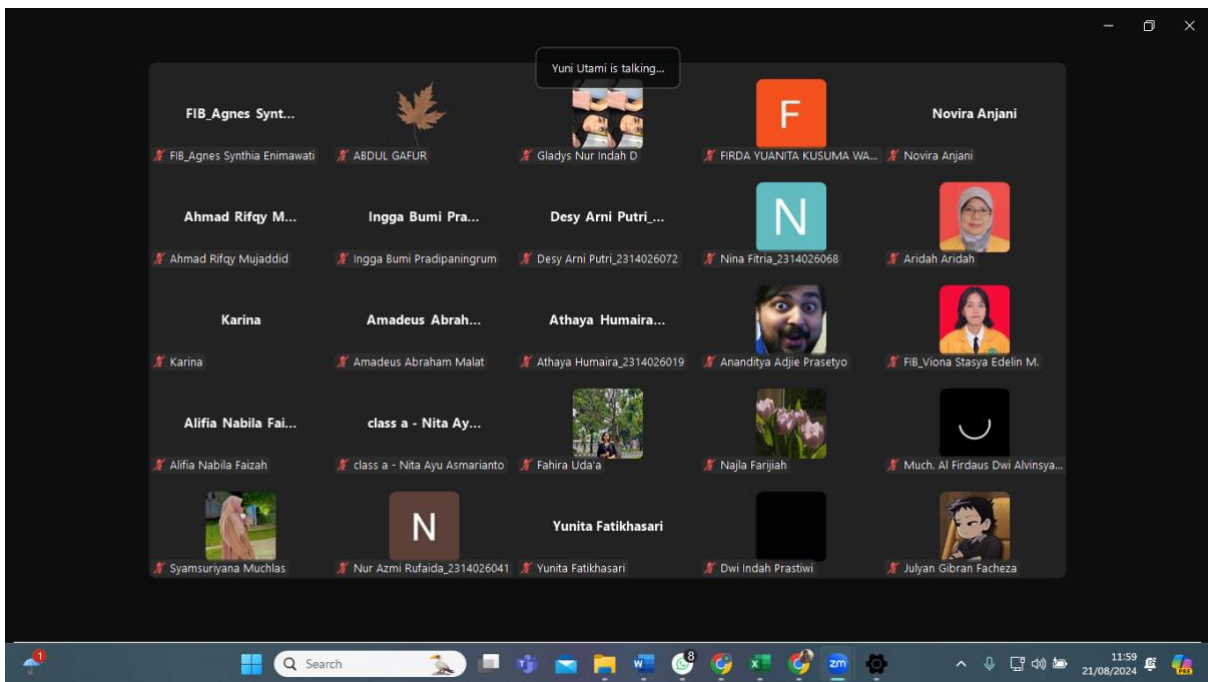 Yuni Utami is talking...
FIB_Agnes Synt...
F
Novira Anjani
FIB_Agnes Synthia Enimawati
ABDUL GAFUR
Gladys Nur Indah D
FIRDA YUANITA KUSUMA WA...
Novira Anjani
Ahmad Rifqy M...
Ingga Bumi Pra...
Desy Arni Putri_...
N
Ahmad Rifqy Mujaddid
Ingga Bumi Pradipaningrum
Desy Arni Putri_2314026072
Nina Fitria_2314026068
Aridah Aridah
Karina
Amadeus Abrah...
Athaya Humaira...
Karina
Amadeus Abraham Malat
Athaya Humaira_2314026019
Ananditya Adjie Prasetyo
FIB_Viona Stasya Edelin M.
Alifia Nabila Fai...
class a - Nita Ay...
Alifia Nabila Faizah
class a - Nita Ayu Asmarianto
Fahira Uda'a
Najla Farijiah
Much. Al Firdaus Dwi Alvinsya...
N
Yunita Fatikhasari
Syamsuriyana Muchlas
Nur Azmi Rufaida_2314026041
Yunita Fatikhasari
Dwi Indah Prastiwi
Julyan Gibran Facheza
1
Search
W
8
X
zm
11:59
21/08/2024
PRE